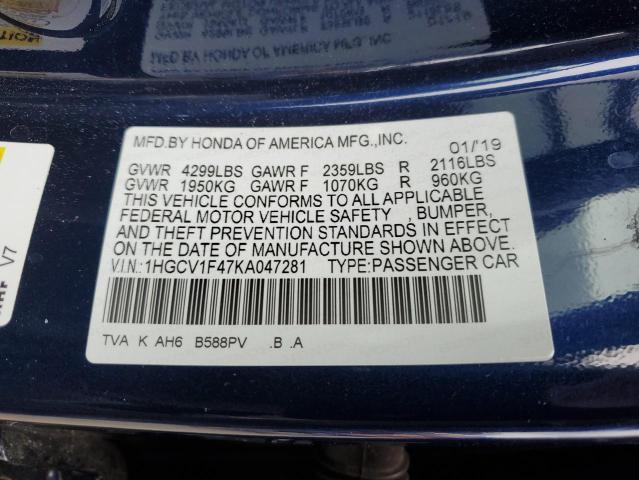 MFD.BY HONDA OF AMERICA MFG.,INC. 01/'19
GVWR 4299LBS GAWR F 2359LBS R 2116LBS
GVWR 1950KG GAWR F 1070KG R 960KG
THIS VEHICLE CONFORMS TO ALL APPLICABLE
FEDERAL MOTOR VEHICLE SAFETY , BUMPER,
AND THEFT PREVENTION STANDARDS IN EFFECT
ON THE DATE OF MANUFACTURE SHOWN ABOVE.
V.I.N.:1HGCV1F47KA047281 TYPE:PASSENGER CAR
TVA K AH6 B588PV .B .A
V7